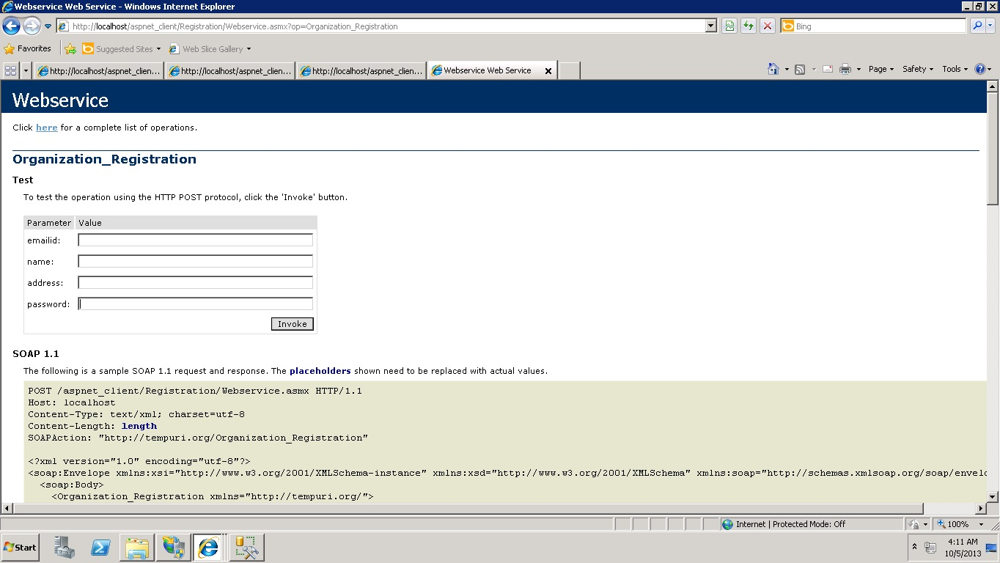 Webservice Web Service - Windows Internet Explorer
http://localhost/aspnet_client/Registration/Webservice.asmx?op=Organization_Registration
Bing
Favorites
Suggested Sites
Web Slice Gallery
http://localhost/aspnet_clien...
http://localhost/aspnet_clien...
http://localhost/aspnet_clien...
Webservice Web Service
Page
Safety
Tools
Webservice
Click here for a complete list of operations.
Organization_Registration
Test
To test the operation using the HTTP POST protocol, click the 'Invoke' button.
Parameter Value
emailid:
name:
address:
password:
Invoke
SOAP 1.1
The following is a sample SOAP 1.1 request and response. The placeholders shown need to be replaced with actual values.
POST /aspnet_client/Registration/Webservice.asmx HTTP/1.1
Host: localhost
Content-Type: text/xml; charset=utf-8
Content-Length: length
SOAPAction: "http://tempuri.org/Organization_Registration"
<?xml version="1.0" encoding="utf-8"?>
<soap:Envelope xmlns:xsi="http://www.w3.org/2001/XMLSchema-instance" xmlns:xsd="http://www.w3.org/2001/XMLSchema" xmlns:soap="http://schemas.xmlsoap.org/soap/envelo
<soap:Body>
<Organization_Registration xmlns="http://tempuri.org/">
Internet | Protected Mode: Off
100%
Start
4:11 AM
10/5/2013